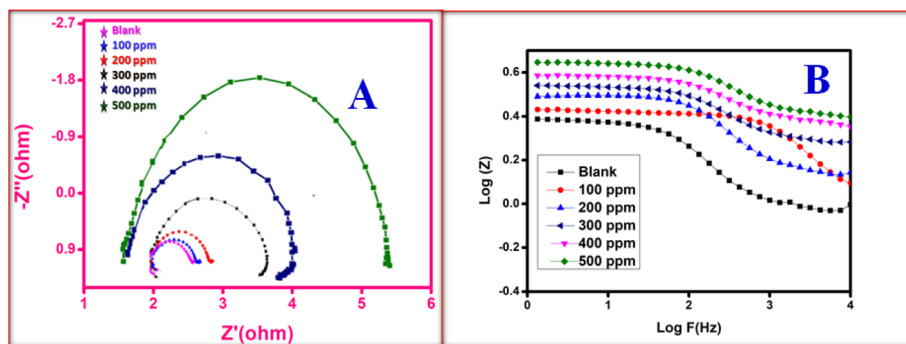 -2.7
-1.8
-0.9
0.0
0.9
-Z''(ohm)
Blank
100 ppm
200 ppm
300 ppm
400 ppm
500 ppm
A
1 2 3 4 5 6
Z'(ohm)
0.6
0.4
0.2
0.0
-0.2
-0.4
Log (Z)
B
Blank
100 ppm
200 ppm
300 ppm
400 ppm
500 ppm
0 1 2 3 4
Log F(Hz)